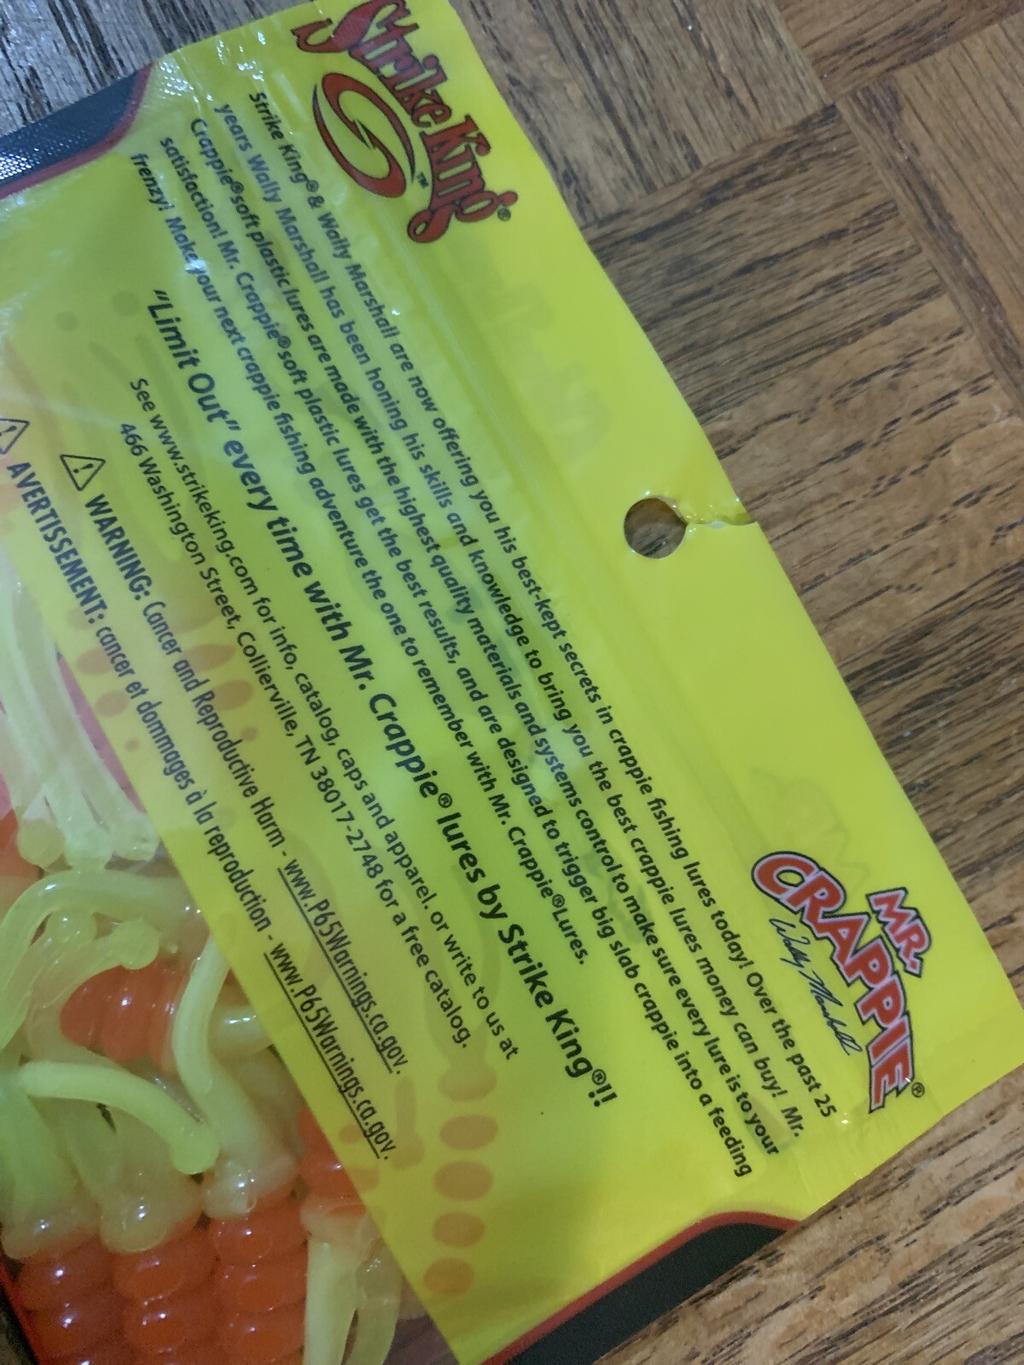 Strike King®
MR.
CRAPPIE®
Wally Marshall
Strike King® & Wally Marshall are now offering you his best-kept secrets in crappie fishing lures today! Over the past 25
years Wally Marshall has been honing his skills and knowledge to bring you the best crappie lures money can buy! Mr.
Crappie® soft plastic lures are made with the highest quality materials and systems control to make sure every lure is to your
satisfaction! Mr. Crappie® soft plastic lures get the best results, and are designed to trigger big slab crappie into a feeding
frenzy! Make your next crappie fishing adventure the one to remember with Mr. Crappie® Lures.
"Limit Out" every time with Mr. Crappie® lures by Strike King®!!
See www.strikeking.com for info, catalog, caps and apparel. or write to us at
466 Washington Street, Collierville, TN 38017-2748 for a free catalog.
WARNING: Cancer and Reproductive Harm - www.P65Warnings.ca.gov.
AVERTISSEMENT: cancer et dommages à la reproduction - www.P65Warnings.ca.gov.